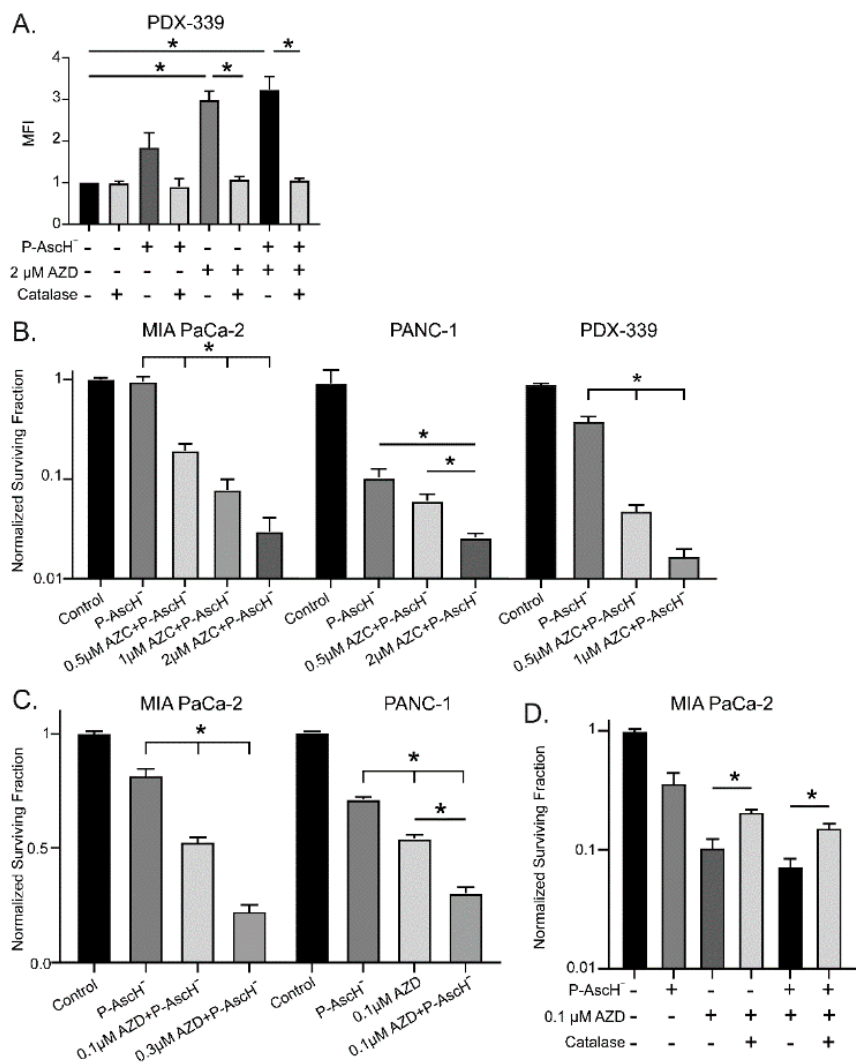 A.
PDX-339
* *
* *
MFI
4
3
2
1
0
P-AscH⁻ - - + + - - + +
2 µM AZD - - - - + + + +
Catalase - + - + - + - +
B.
MIA PaCa-2 PANC-1 PDX-339
* * * *
Normalized Surviving Fraction
1
0.1
0.01
Control
P-AscH⁻
0.5µM AZC+P-AscH⁻
1µM AZC+P-AscH⁻
2µM AZC+P-AscH⁻
Control
P-AscH⁻
0.5µM AZC+P-AscH⁻
2µM AZC+P-AscH⁻
Control
P-AscH⁻
0.5µM AZC+P-AscH⁻
1µM AZC+P-AscH⁻
C.
MIA PaCa-2 PANC-1
* * *
Normalized Surviving Fraction
1
0.5
0.0
Control
P-AscH⁻
0.1µM AZD+P-AscH⁻
0.3µM AZD+P-AscH⁻
Control
P-AscH⁻
0.1µM AZD
0.1µM AZD+P-AscH⁻
D.
MIA PaCa-2
* *
Normalized Surviving Fraction
1
0.1
0.01
P-AscH⁻ - + - - + +
0.1 µM AZD - - + + + +
Catalase - - - + - +